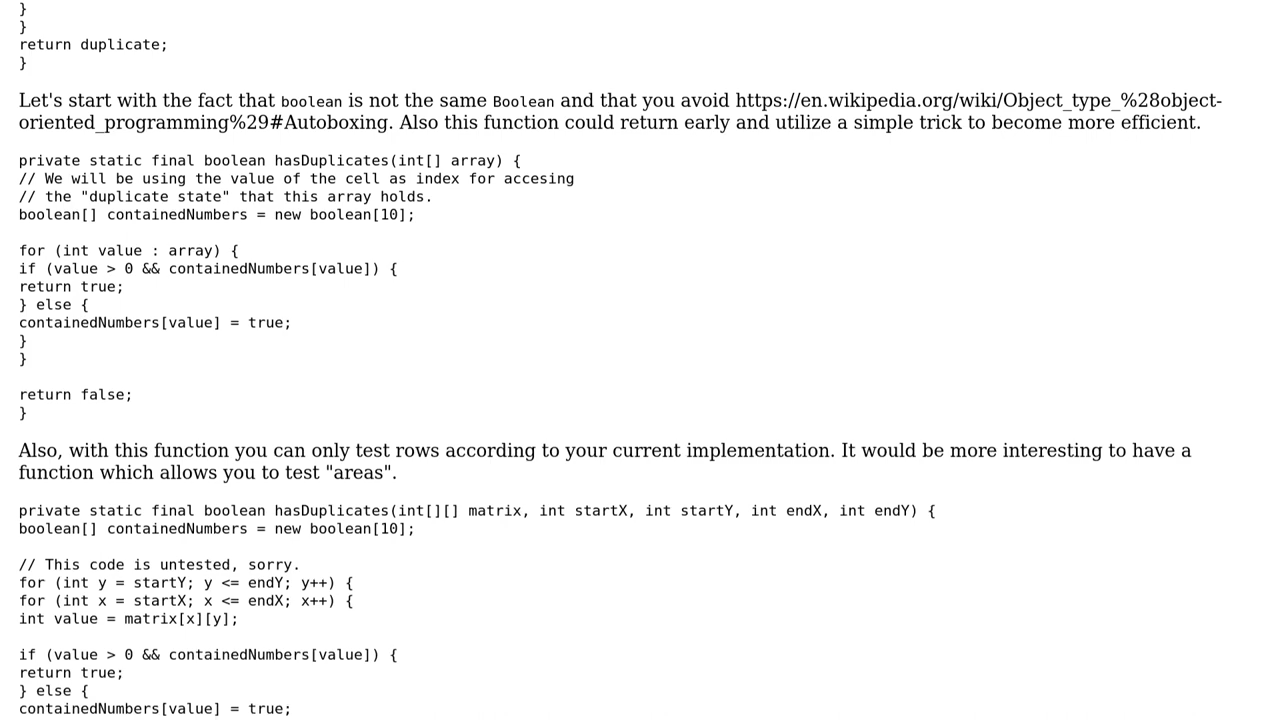 }
}
return duplicate;
}
Let's start with the fact that boolean is not the same Boolean and that you avoid https://en.wikipedia.org/wiki/Object_type_%28object-
oriented_programming%29#Autoboxing. Also this function could return early and utilize a simple trick to become more efficient.
private static final boolean hasDuplicates(int[] array) {
// We will be using the value of the cell as index for accesing
// the "duplicate state" that this array holds.
boolean[] containedNumbers = new boolean[10];
for (int value : array) {
if (value > 0 && containedNumbers[value]) {
return true;
} else {
containedNumbers[value] = true;
}
}
return false;
}
Also, with this function you can only test rows according to your current implementation. It would be more interesting to have a
function which allows you to test "areas".
private static final boolean hasDuplicates(int[][] matrix, int startX, int startY, int endX, int endY) {
boolean[] containedNumbers = new boolean[10];
// This code is untested, sorry.
for (int y = startY; y <= endY; y++) {
for (int x = startX; x <= endX; x++) {
int value = matrix[x][y];
if (value > 0 && containedNumbers[value]) {
return true;
} else {
containedNumbers[value] = true;